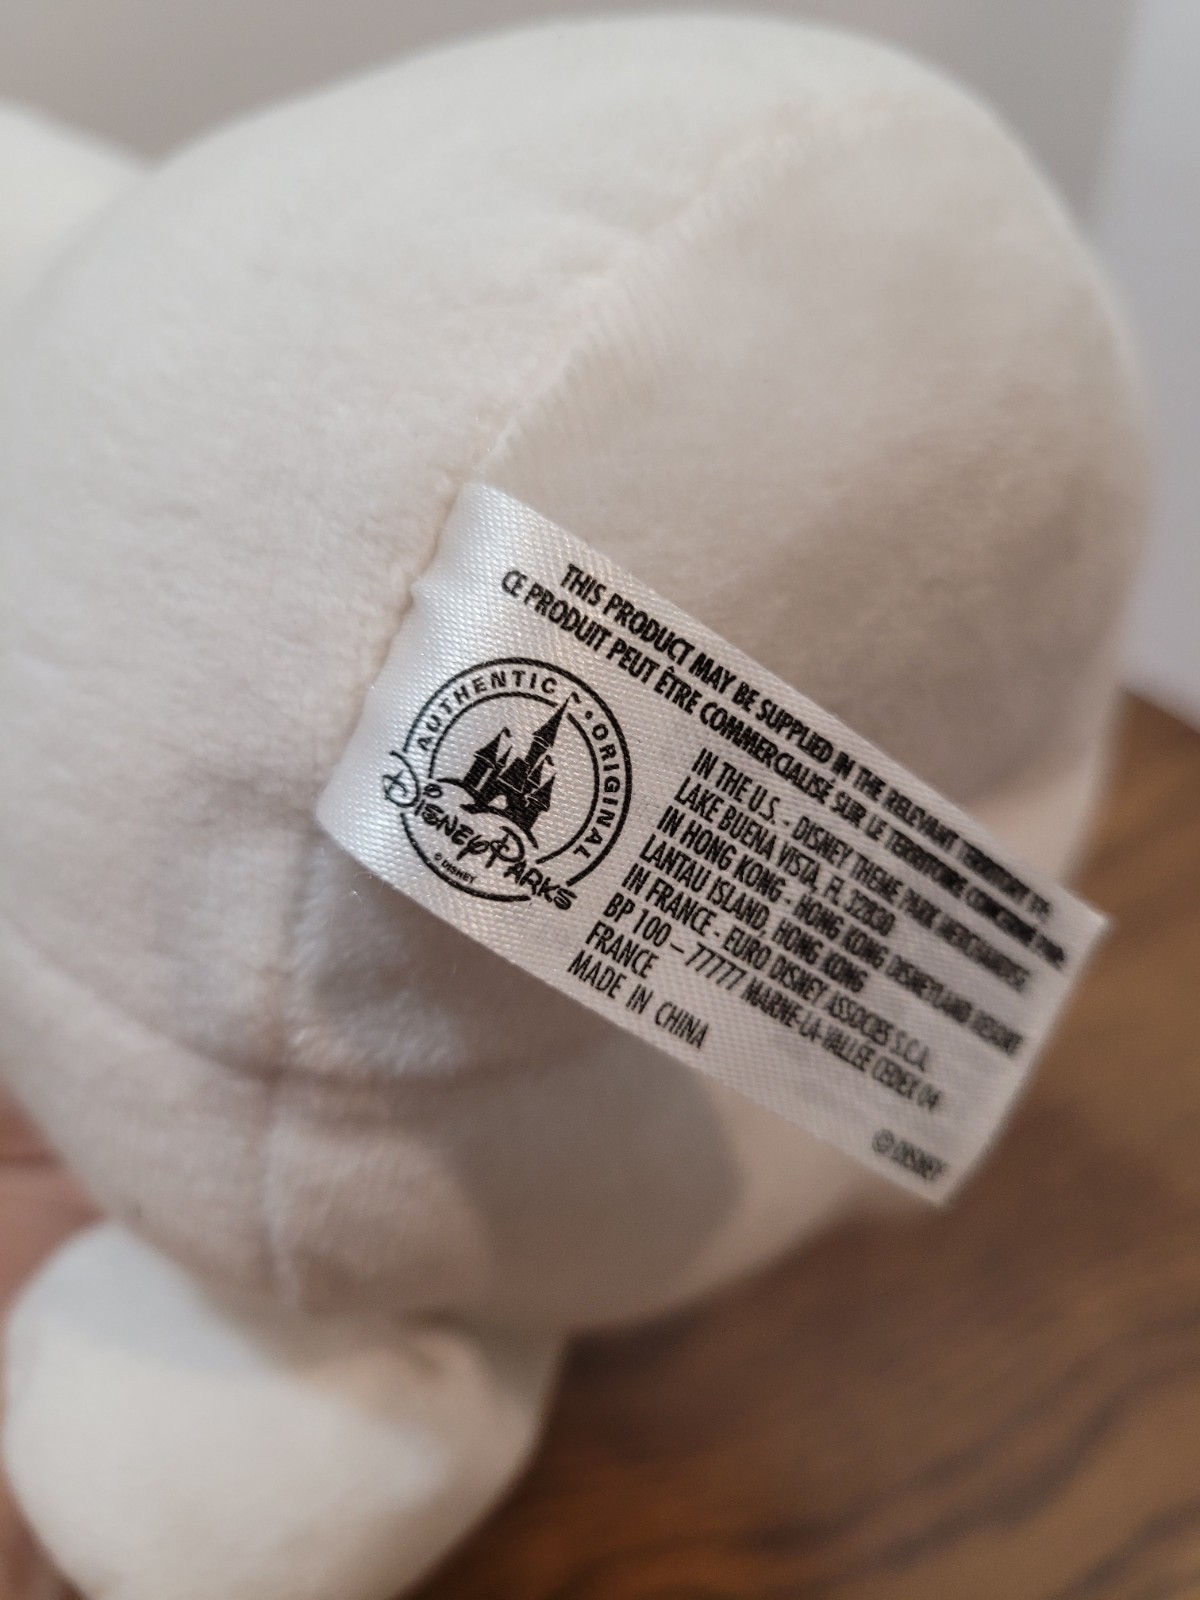 THIS PRODUCT MAY BE SUPPLIED IN THE RELEVANT TERRITORY BY:
CE PRODUIT PEUT ÊTRE COMMERCIALISÉ SUR LE TERRITOIRE CONCERNÉ PAR:
IN THE U.S. - DISNEY THEME PARK MERCHANDISE
LAKE BUENA VISTA, FL 32830
IN HONG KONG - HONG KONG DISNEYLAND RESORT
LANTAU ISLAND, HONG KONG
IN FRANCE - EURO DISNEY ASSOCIÉS S.C.A.
BP 100 – 77777 MARNE-LA-VALLÉE CEDEX 04
FRANCE
MADE IN CHINA
© DISNEY
AUTHENTIC • ORIGINAL
DISNEY PARKS
© DISNEY